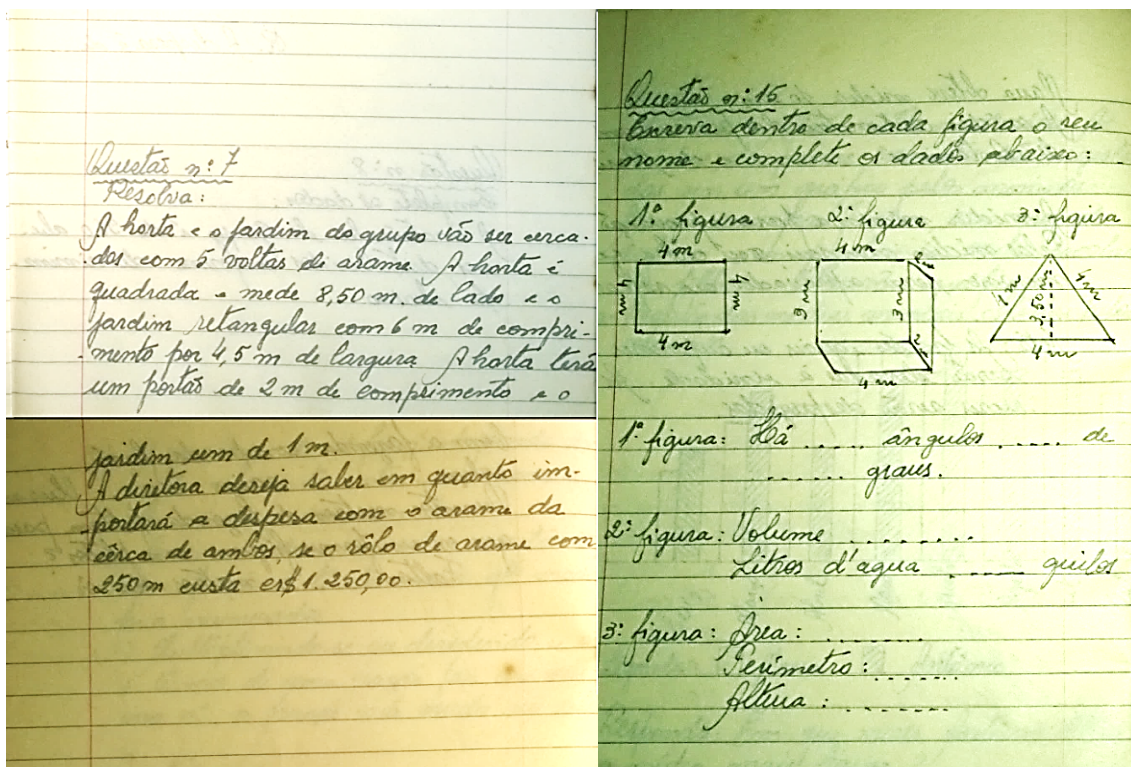 Questão n: 7
Resolva:
A horta e o jardim do grupo vão ser cerca-
dos com 5 voltas de arame. A horta é
quadrada e mede 8,50 m. de lado e o
jardim retangular com 6 m de compri-
mento por 4,5 m de largura. A horta terá
um portão de 2 m de comprimento e o
jardim um de 1 m.
A diretora deseja saber em quanto im-
portará a despesa com o arame da
cêrca de ambos, se o rôlo de arame com
250 m custa cr$ 1.250,00.
Questão n: 15
Escreva dentro de cada figura o seu
nome e complete os dados abaixo:
1ª figura 2ª figura 3ª figura
4 m
4 m
4 m
4 m
4 m
3 m
3 m
2
4 m
4 m
4 m
3,50 m
4 m
1ª figura: Há ..... ângulos ..... de
...... graus.
2ª figura: Volume ........
Litros d'agua ...... quilos
3ª figura: Área: ........
Perímetro: ......
Altura: ........